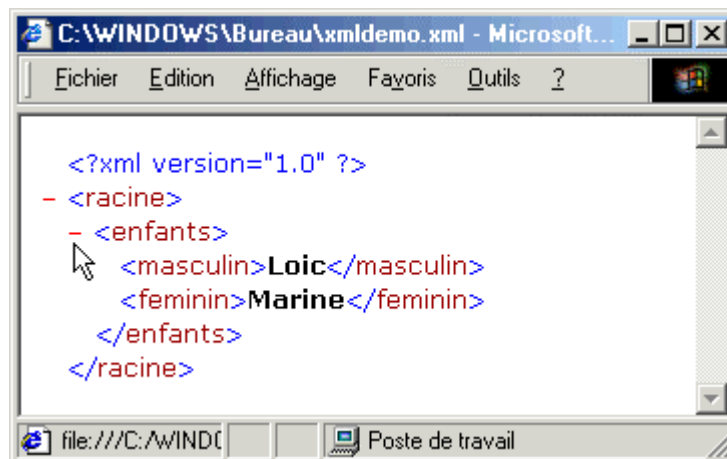 C:\WINDOWS\Bureau\xmldemo.xml - Microsoft...
Fichier Edition Affichage Favoris Outils ?
<?xml version="1.0" ?>
- <racine>
- <enfants>
<masculin>Loic</masculin>
<feminin>Marine</feminin>
</enfants>
</racine>
file:///C:/WIND( Poste de travail